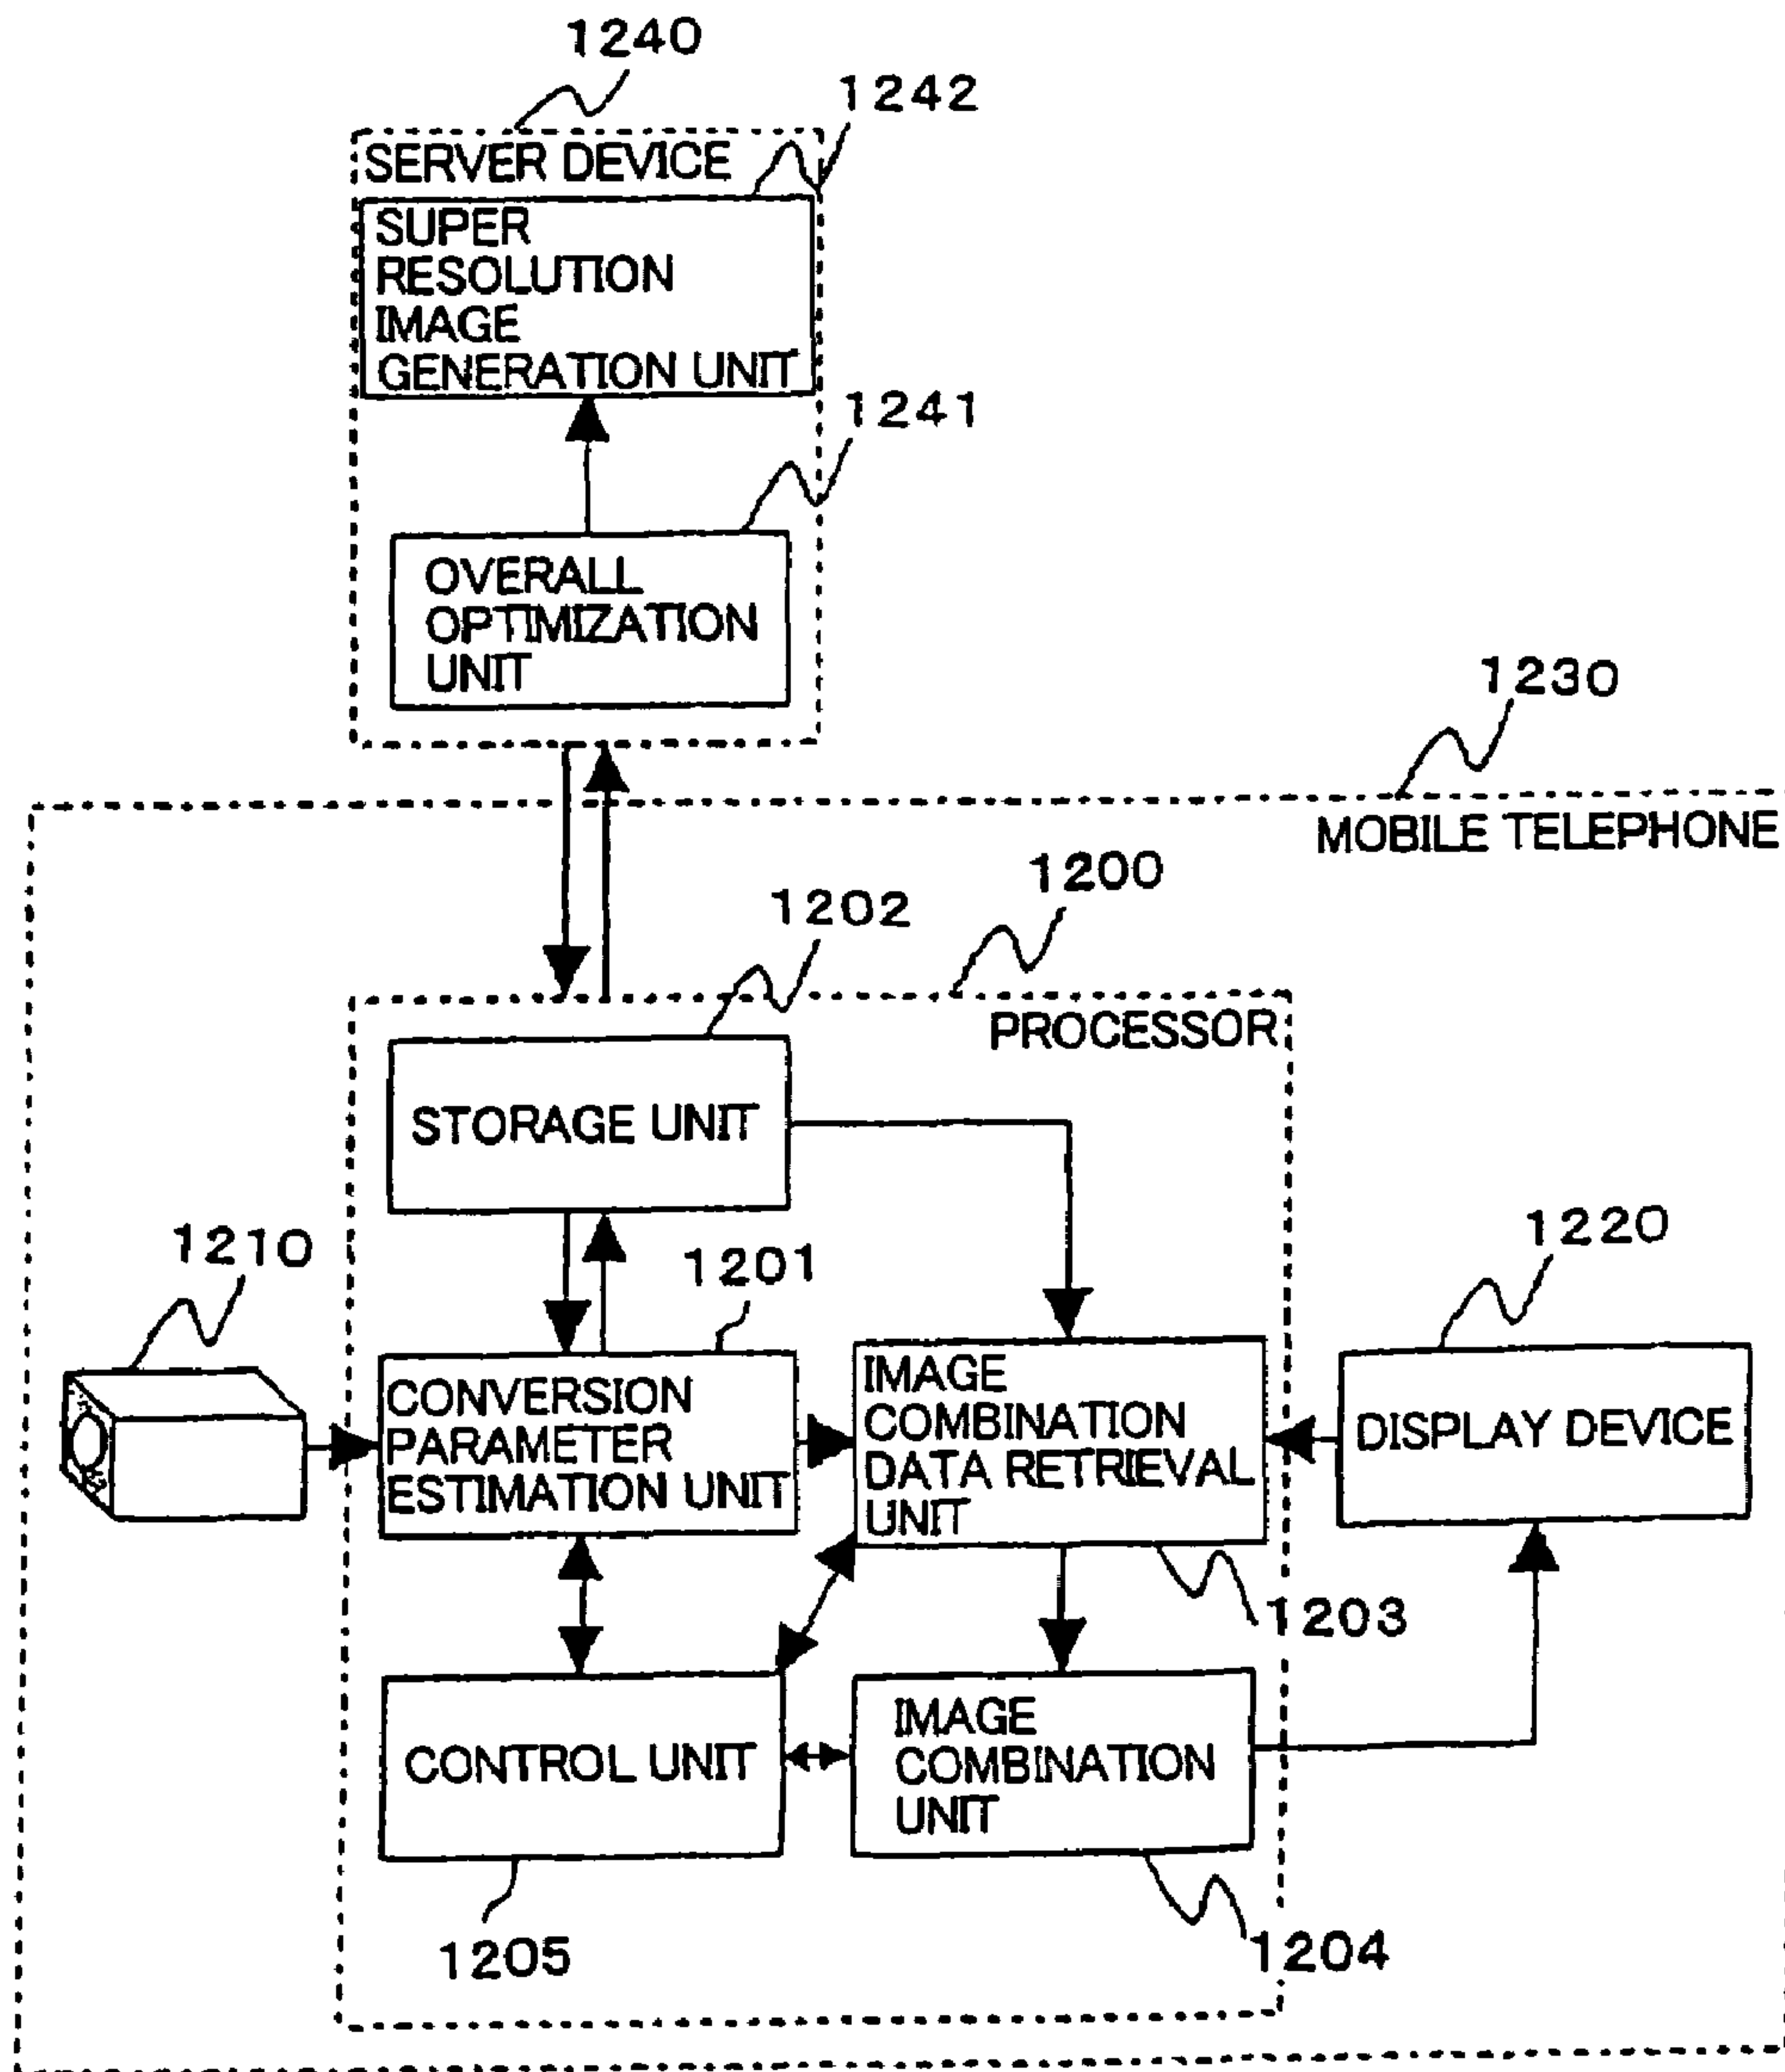 1240
1242
SERVER DEVICE
SUPER
RESOLUTION
IMAGE
GENERATION UNIT
1241
OVERALL
OPTIMIZATION
UNIT
1230
MOBILE TELEPHONE
1200
1202
PROCESSOR
STORAGE UNIT
1210
1201
1220
CONVERSION
PARAMETER
ESTIMATION UNIT
IMAGE
COMBINATION
DATA RETRIEVAL
UNIT
DISPLAY DEVICE
1203
CONTROL UNIT
IMAGE
COMBINATION
UNIT
1205
1204